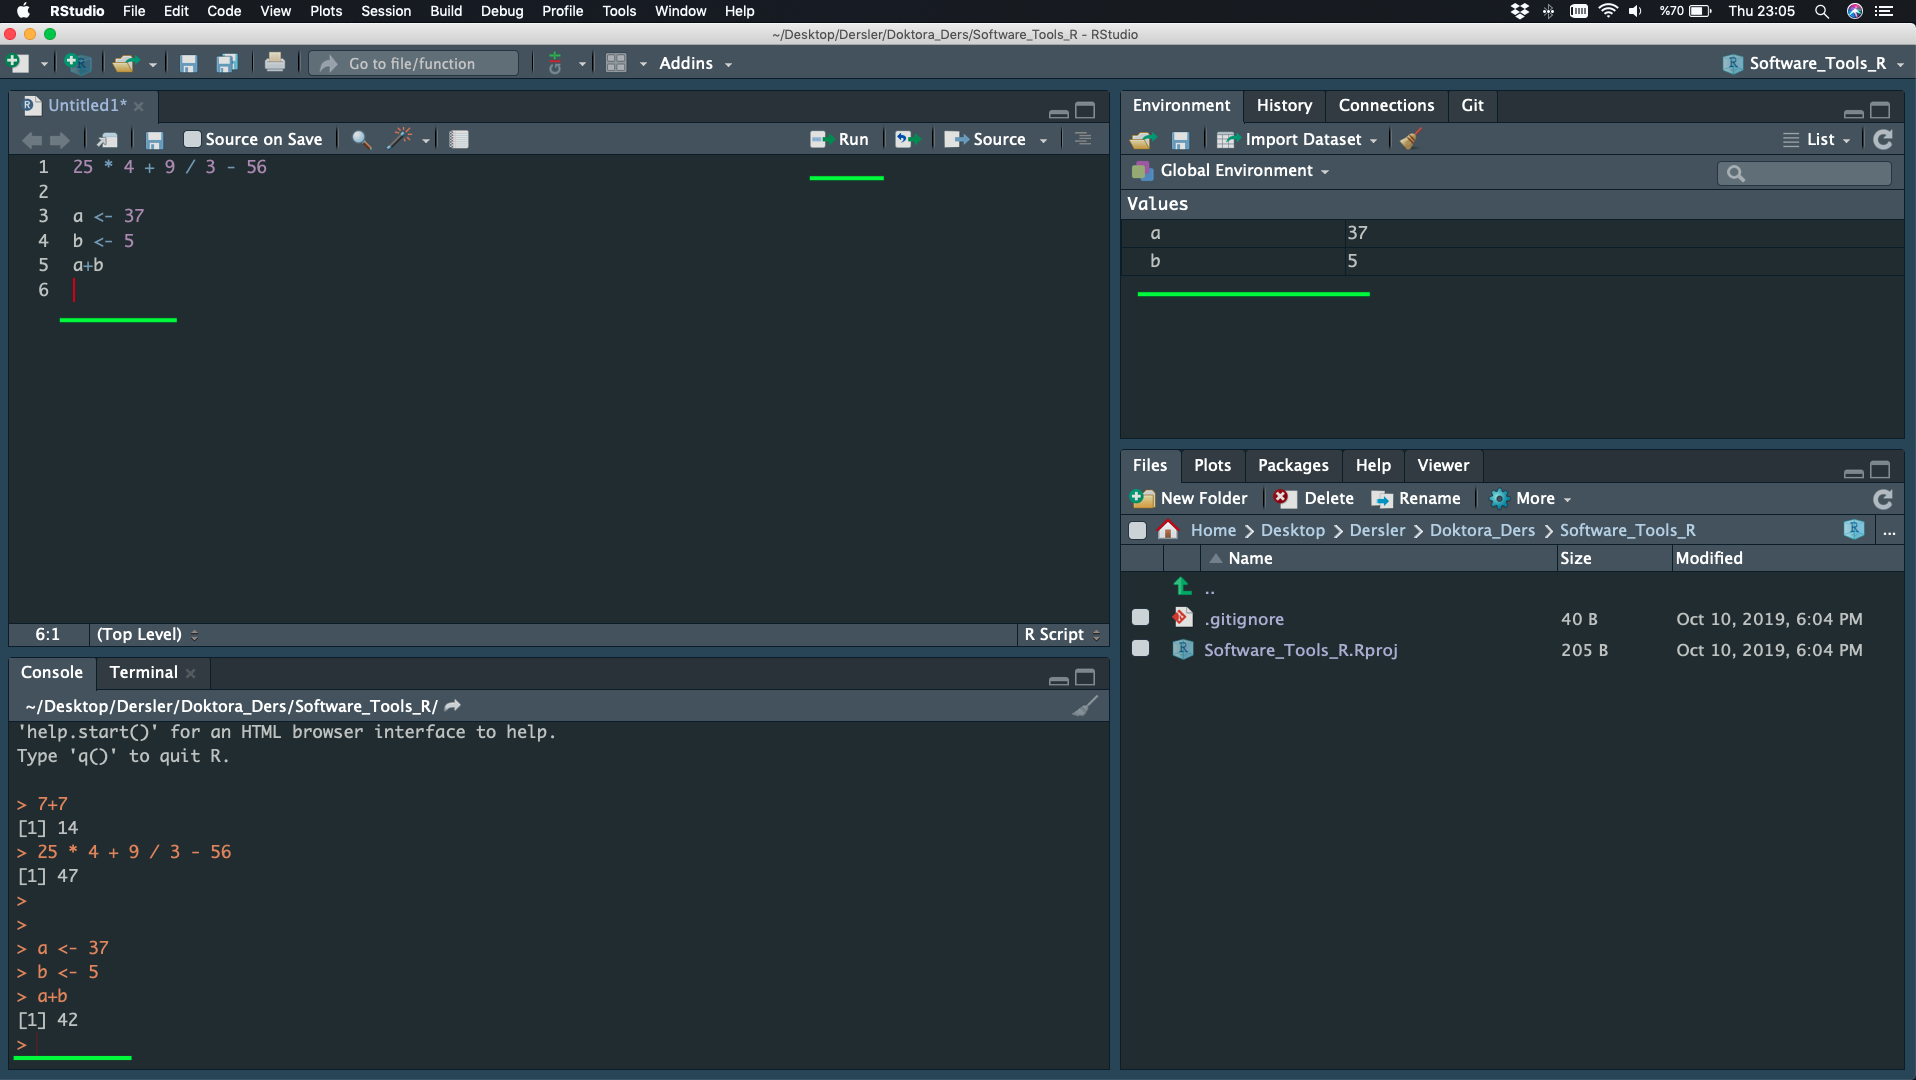 RStudio File Edit Code View Plots Session Build Debug Profile Tools Window Help %70 Thu 23:05
~/Desktop/Dersler/Doktora_Ders/Software_Tools_R - RStudio
Go to file/function Addins Software_Tools_R
Untitled1*
Source on Save Run Source
1 25 * 4 + 9 / 3 - 56
2
3 a <- 37
4 b <- 5
5 a+b
6
6:1 (Top Level) R Script
Console Terminal
~/Desktop/Dersler/Doktora_Ders/Software_Tools_R/
'help.start()' for an HTML browser interface to help.
Type 'q()' to quit R.
> 7+7
[1] 14
> 25 * 4 + 9 / 3 - 56
[1] 47
>
>
> a <- 37
> b <- 5
> a+b
[1] 42
>
Environment History Connections Git
Import Dataset List
Global Environment
Values
a 37
b 5
Files Plots Packages Help Viewer
New Folder Delete Rename More
Home Desktop Dersler Doktora_Ders Software_Tools_R ...
Name Size Modified
..
.gitignore 40 B Oct 10, 2019, 6:04 PM
Software_Tools_R.Rproj 205 B Oct 10, 2019, 6:04 PM